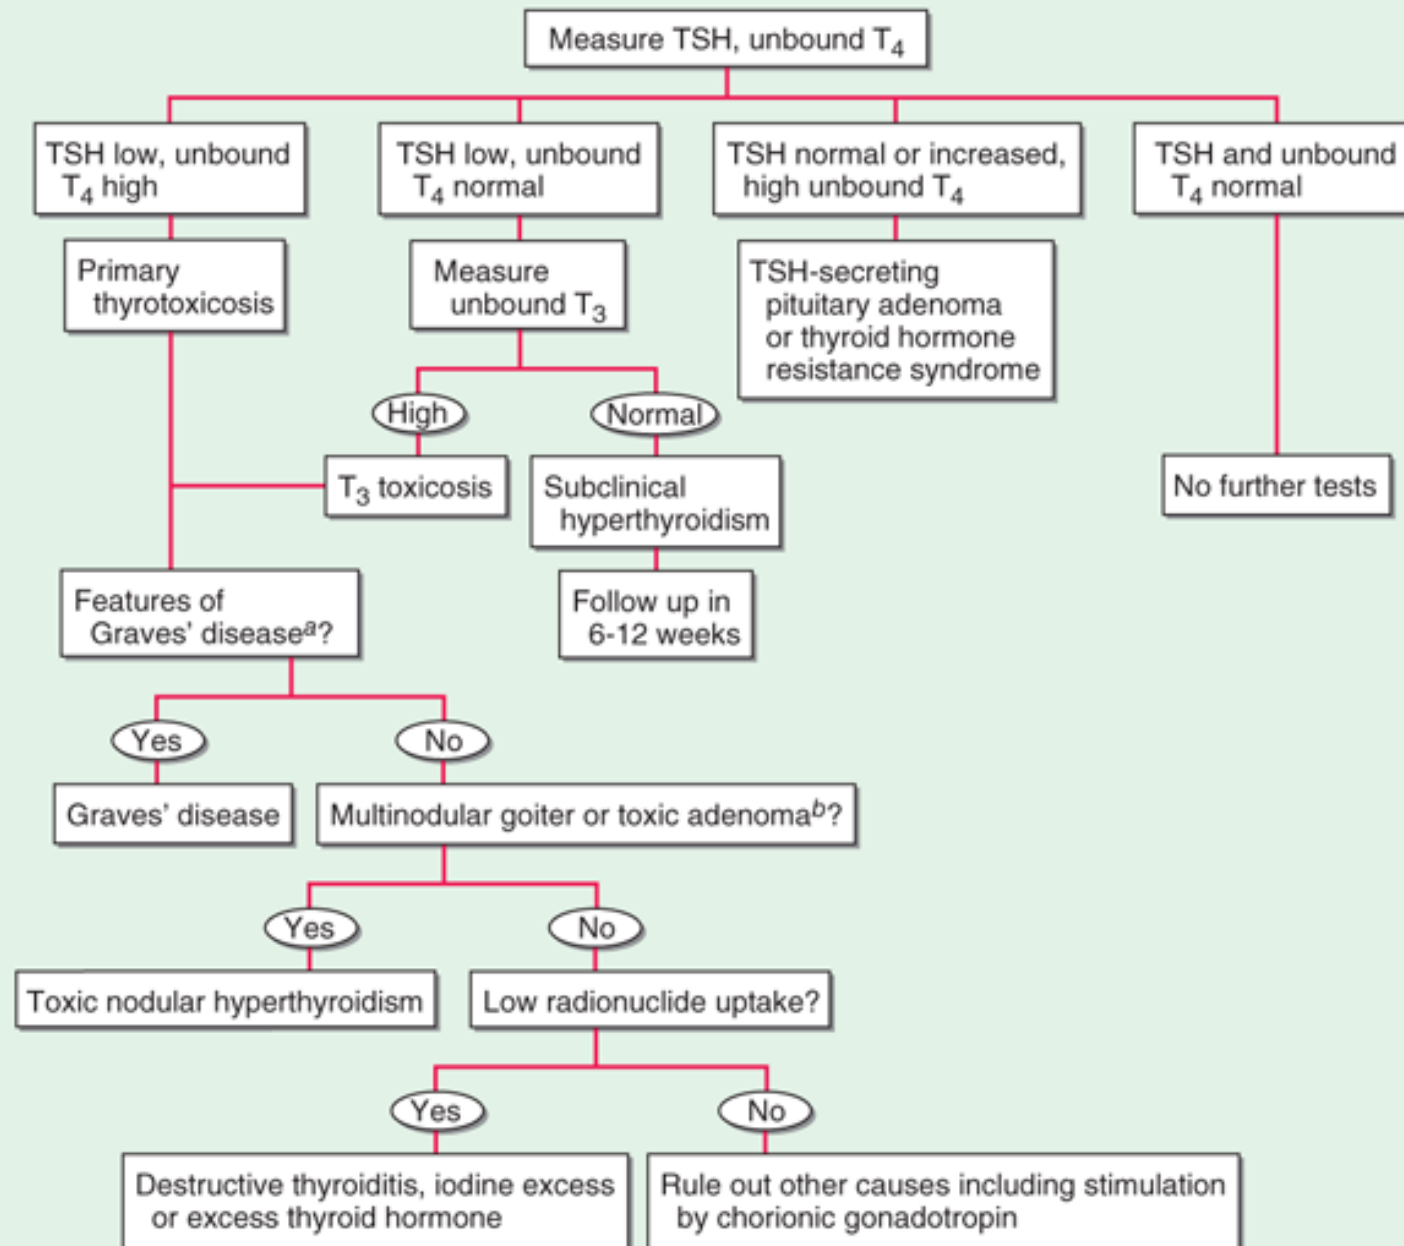 Measure TSH, unbound T4
TSH low, unbound
T4 high
TSH low, unbound
T4 normal
TSH normal or increased,
high unbound T4
TSH and unbound
T4 normal
Primary
thyrotoxicosis
Measure
unbound T3
TSH-secreting
pituitary adenoma
or thyroid hormone
resistance syndrome
High
Normal
T3 toxicosis
Subclinical
hyperthyroidism
No further tests
Features of
Graves’ diseasea?
Follow up in
6-12 weeks
Yes
No
Graves’ disease
Multinodular goiter or toxic adenomab?
Yes
No
Toxic nodular hyperthyroidism
Low radionuclide uptake?
Yes
No
Destructive thyroiditis, iodine excess
or excess thyroid hormone
Rule out other causes including stimulation
by chorionic gonadotropin